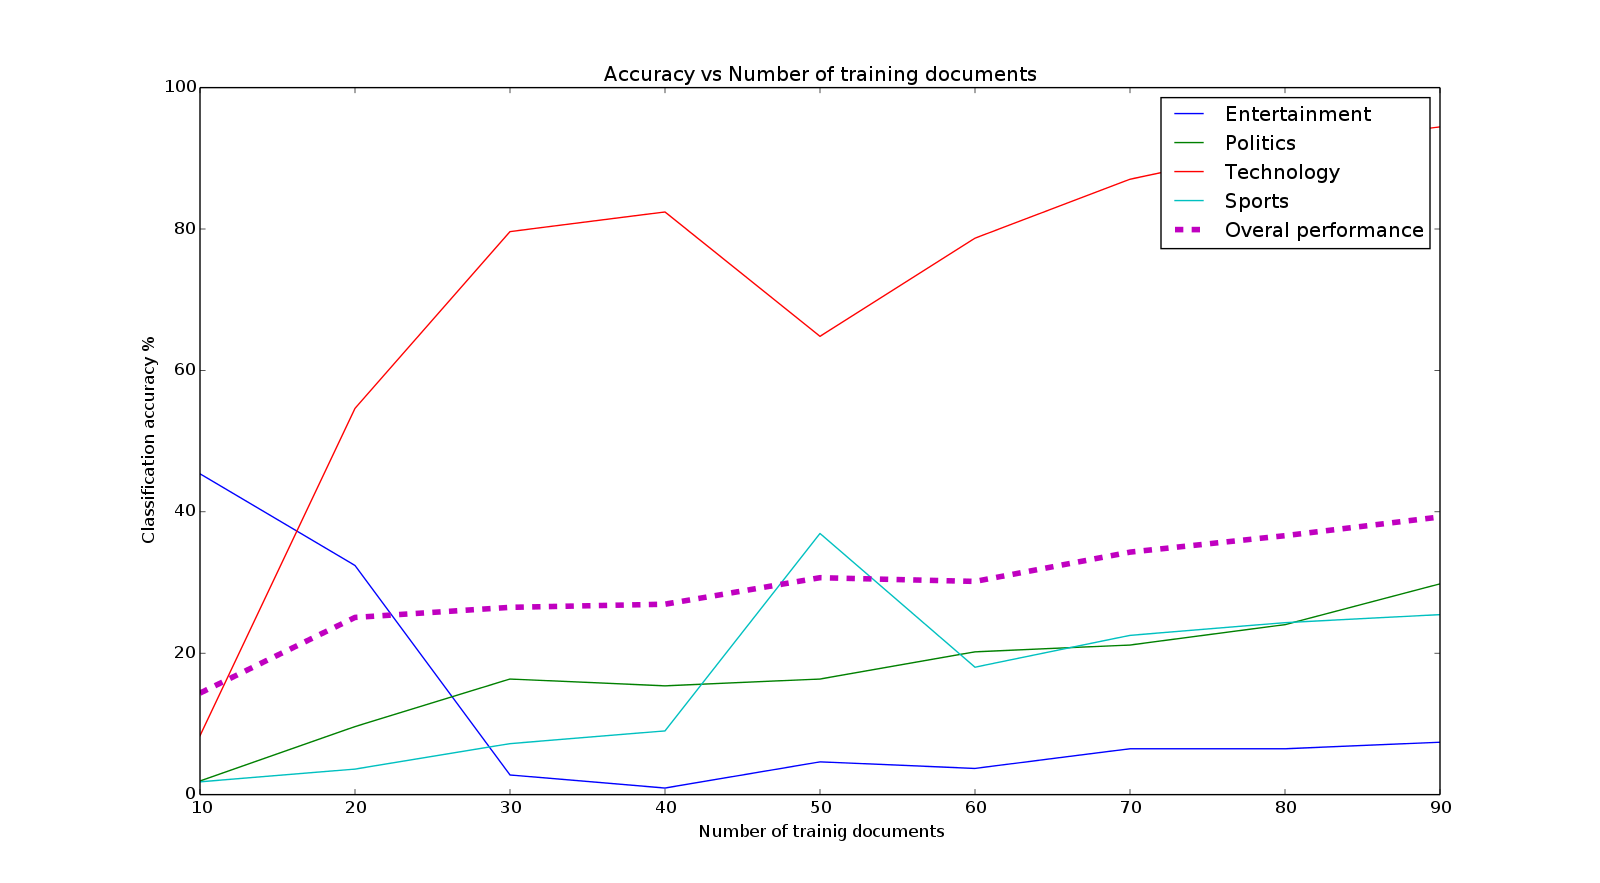 Accuracy vs Number of training documents
100
80
60
40
20
0
Classification accuracy %
Entertainment
Politics
Technology
Sports
Overal performance
10 20 30 40 50 60 70 80 90
Number of trainig documents